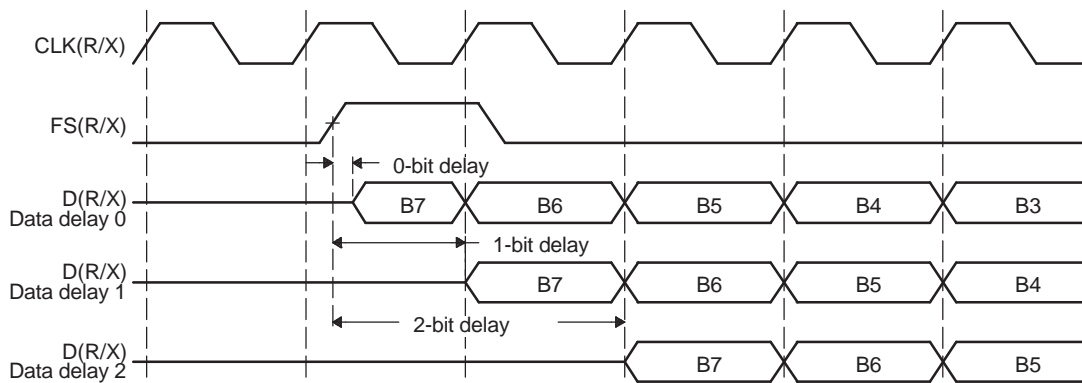 CLK(R/X)
FS(R/X)
0-bit delay
D(R/X)
Data delay 0
B7 B6 B5 B4 B3
1-bit delay
D(R/X)
Data delay 1
B7 B6 B5 B4
2-bit delay
D(R/X)
Data delay 2
B7 B6 B5